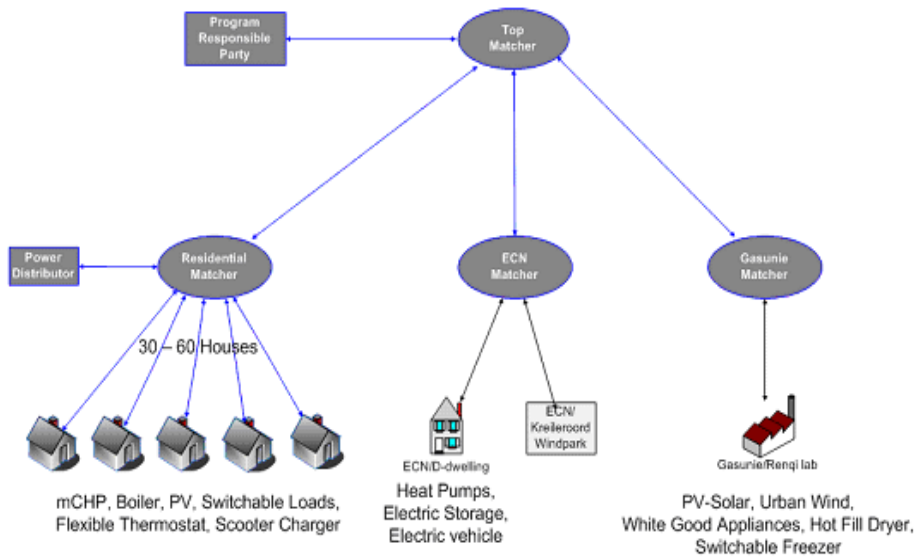 Program
Responsible
Party
Top
Matcher
Power
Distributor
Residential
Matcher
ECN
Matcher
Gasunie
Matcher
30 – 60 Houses
ECN/
Kreileroord
Windpark
ECN/D-dwelling
Gasunie/Renqi lab
mCHP, Boiler, PV, Switchable Loads,
Flexible Thermostat, Scooter Charger
Heat Pumps,
Electric Storage,
Electric vehicle
PV-Solar, Urban Wind,
White Good Appliances, Hot Fill Dryer,
Switchable Freezer